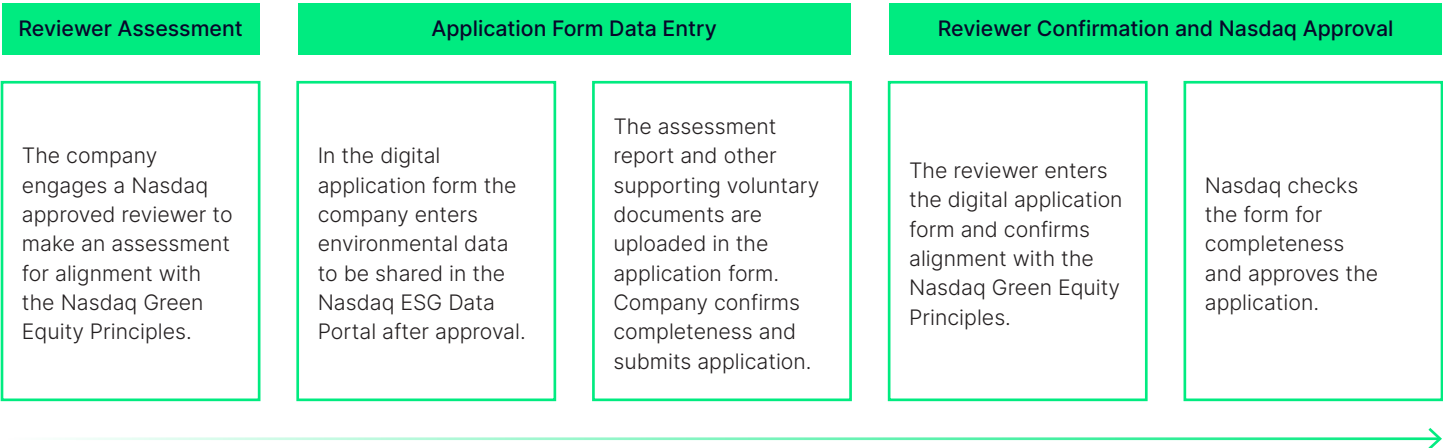 Reviewer Assessment
Application Form Data Entry
Reviewer Confirmation and Nasdaq Approval
The company
engages a Nasdaq
approved reviewer to
make an assessment
for alignment with
the Nasdaq Green
Equity Principles.
In the digital
application form the
company enters
environmental data
to be shared in the
Nasdaq ESG Data
Portal after approval.
The assessment
report and other
supporting voluntary
documents are
uploaded in the
application form.
Company confirms
completeness and
submits application.
The reviewer enters
the digital application
form and confirms
alignment with the
Nasdaq Green Equity
Principles.
Nasdaq checks
the form for
completeness
and approves the
application.